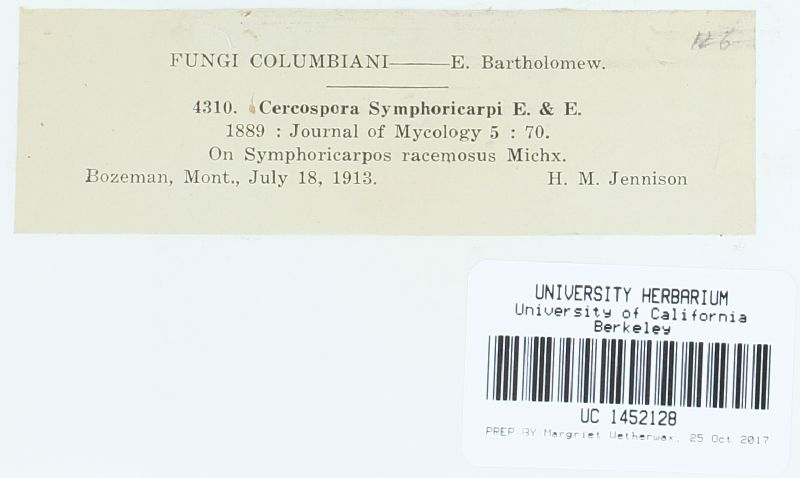 FUNGI COLUMBIANI——E. Bartholomew.
4310. Cercospora Symphoricarpi E. & E.
1889 : Journal of Mycology 5 : 70.
On Symphoricarpos racemosus Michx.
Bozeman, Mont., July 18, 1913. H. M. Jennison
UNIVERSITY HERBARIUM
University of California
Berkeley
UC 1452128
PREP BY Margriet Wetherwax, 25 Oct 2017